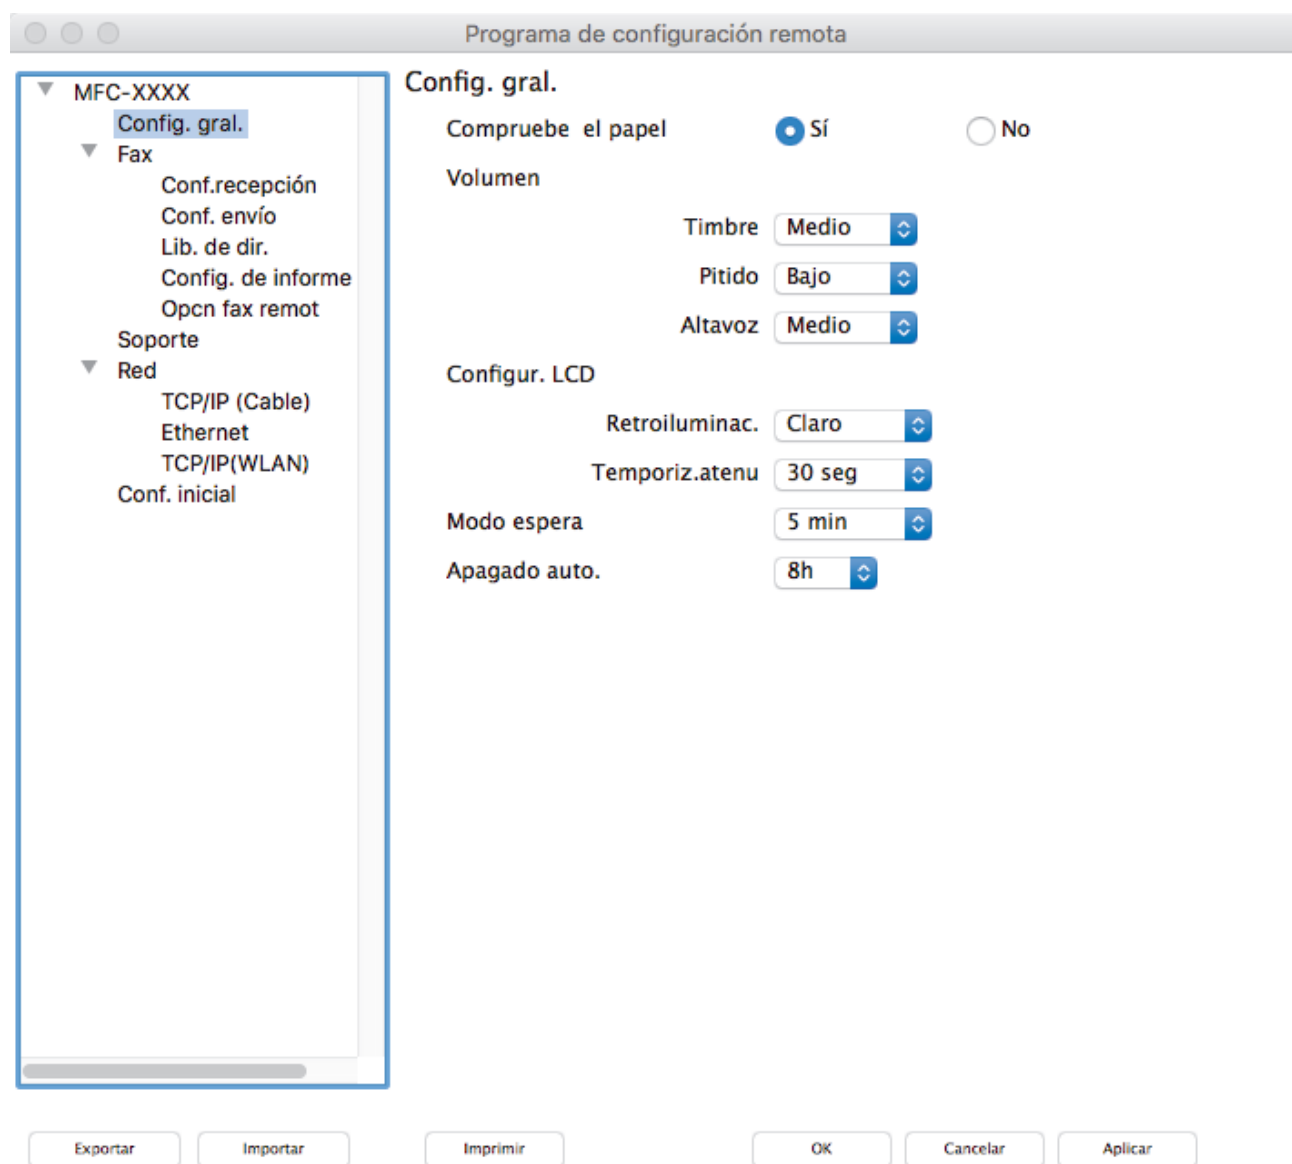 Programa de configuración remota
MFC-XXXX
Config. gral.
Fax
Conf.recepción
Conf. envío
Lib. de dir.
Config. de informe
Opcn fax remot
Soporte
Red
TCP/IP (Cable)
Ethernet
TCP/IP(WLAN)
Conf. inicial
Config. gral.
Compruebe el papel Sí No
Volumen
Timbre Medio
Pitido Bajo
Altavoz Medio
Configur. LCD
Retroiluminac. Claro
Temporiz.atenu 30 seg
Modo espera 5 min
Apagado auto. 8h
Exportar Importar Imprimir OK Cancelar Aplicar